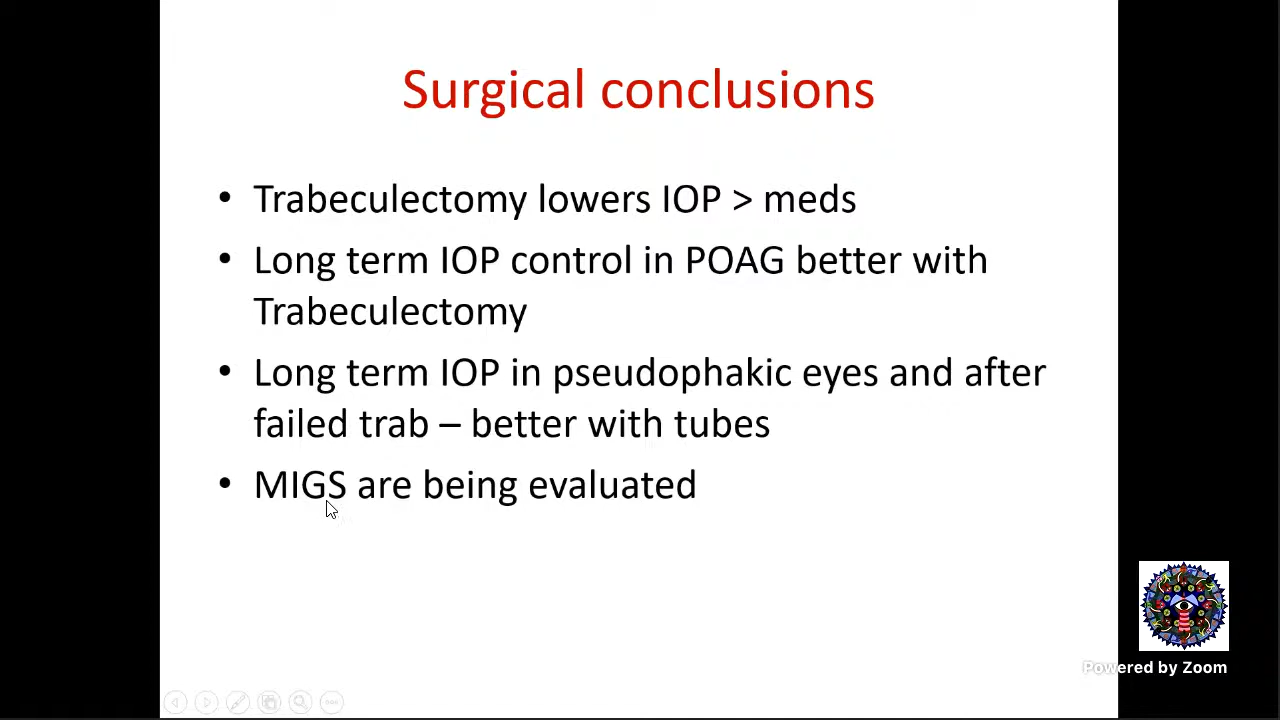 Surgical conclusions
• Trabeculectomy lowers IOP > meds
• Long term IOP control in POAG better with
Trabeculectomy
• Long term IOP in pseudophakic eyes and after
failed trab – better with tubes
• MIGS are being evaluated
Powered by Zoom